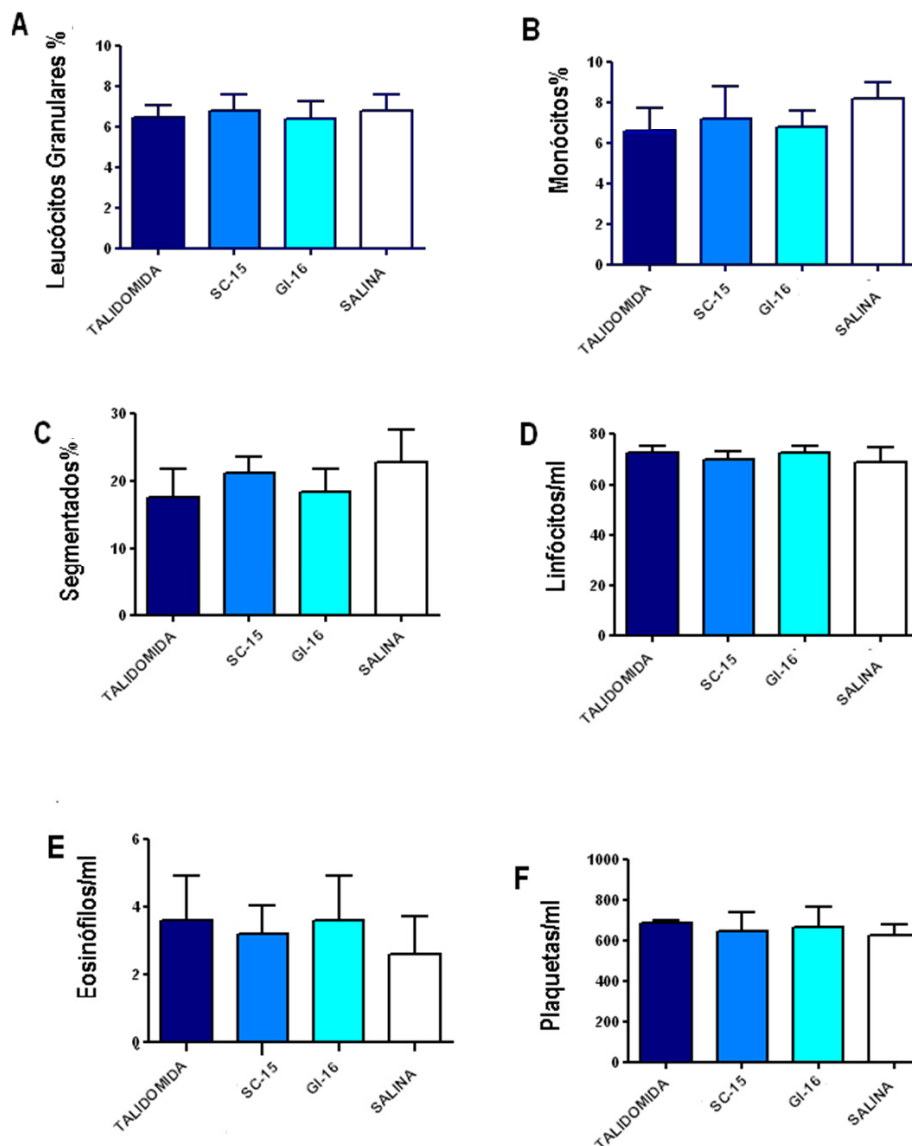 A
Leucócitos Granulares %
10
8
6
4
2
0
TALIDOMIDA
SC-15
GI-16
SALINA
B
Monócitos%
10
8
6
4
2
0
TALIDOMIDA
SC-15
GI-16
SALINA
C
Segmentados%
30
20
10
0
TALIDOMIDA
SC-15
GI-16
SALINA
D
Linfócitos/ml
80
60
40
20
0
TALIDOMIDA
SC-15
GI-16
SALINA
E
Eosinófilos/ml
6
4
2
0
TALIDOMIDA
SC-15
GI-16
SALINA
F
Plaquetas/ml
1000
800
600
400
200
0
TALIDOMIDA
SC-15
GI-16
SALINA